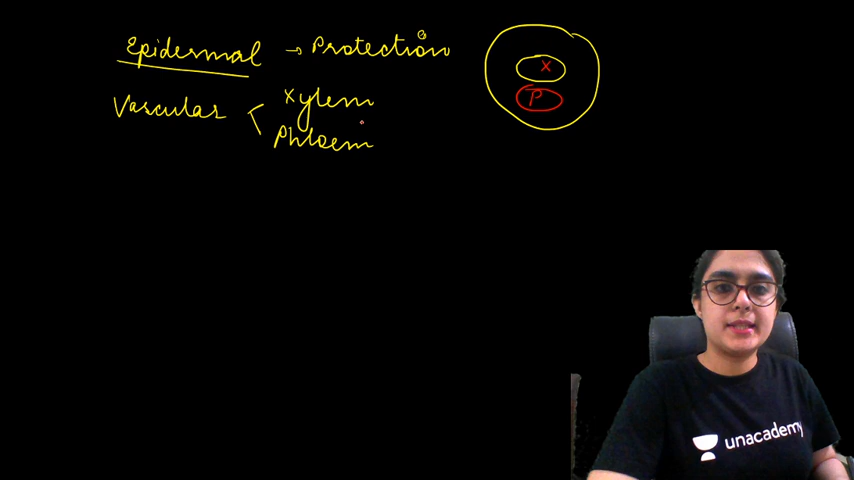 Epidermal → Protection
Vascular
Xylem
Phloem
X
P
unacademy